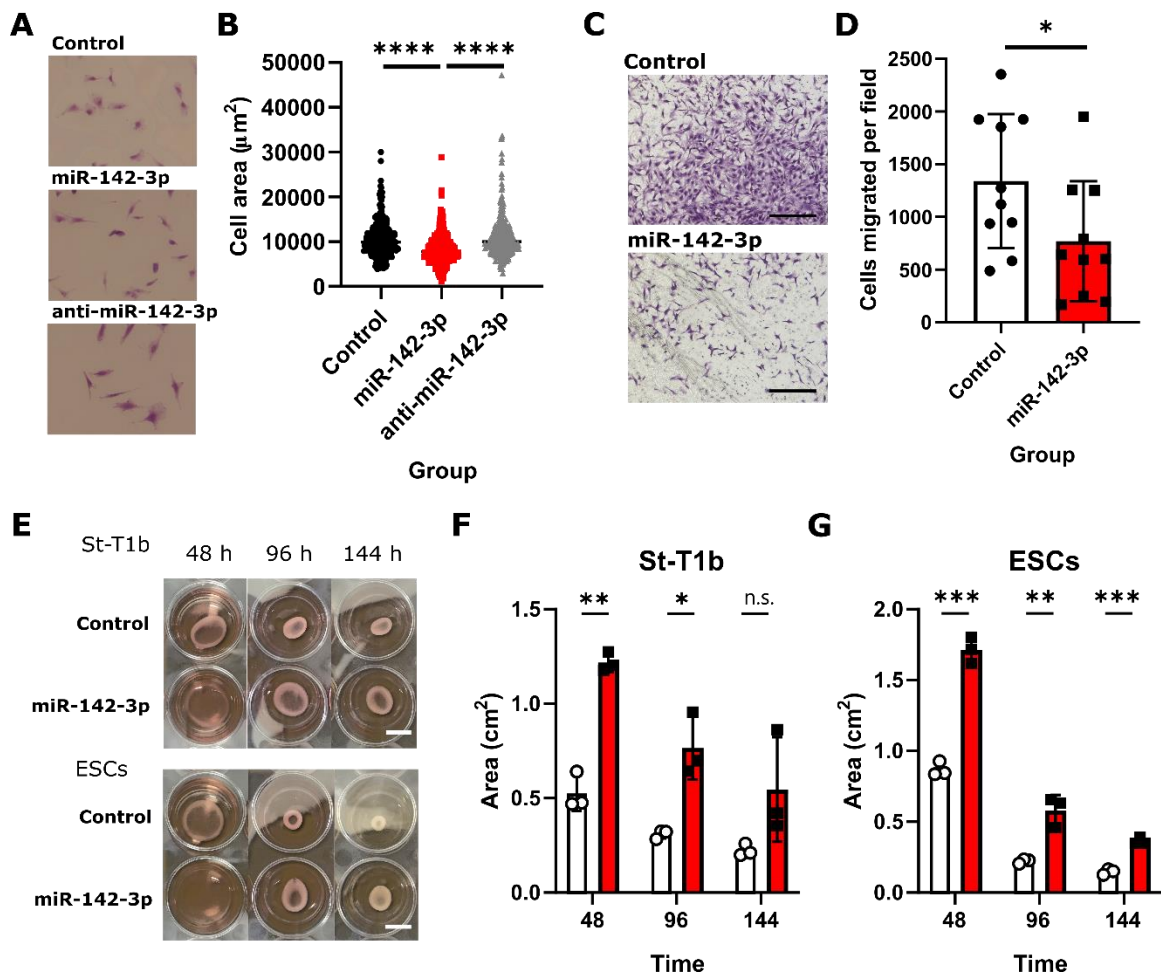 A
Control
miR-142-3p
anti-miR-142-3p
B
**** ****
Cell area (μm²)
50000
40000
30000
20000
10000
0
Control
miR-142-3p
anti-miR-142-3p
Group
C
Control
miR-142-3p
D
*
Cells migrated per field
2500
2000
1500
1000
500
0
Control
miR-142-3p
Group
E
St-T1b
48 h 96 h 144 h
Control
miR-142-3p
ESCs
Control
miR-142-3p
F
St-T1b
** * n.s.
Area (cm²)
1.5
1.0
0.5
0.0
48 96 144
Time
G
ESCs
*** ** ***
Area (cm²)
2.0
1.5
1.0
0.5
0.0
48 96 144
Time